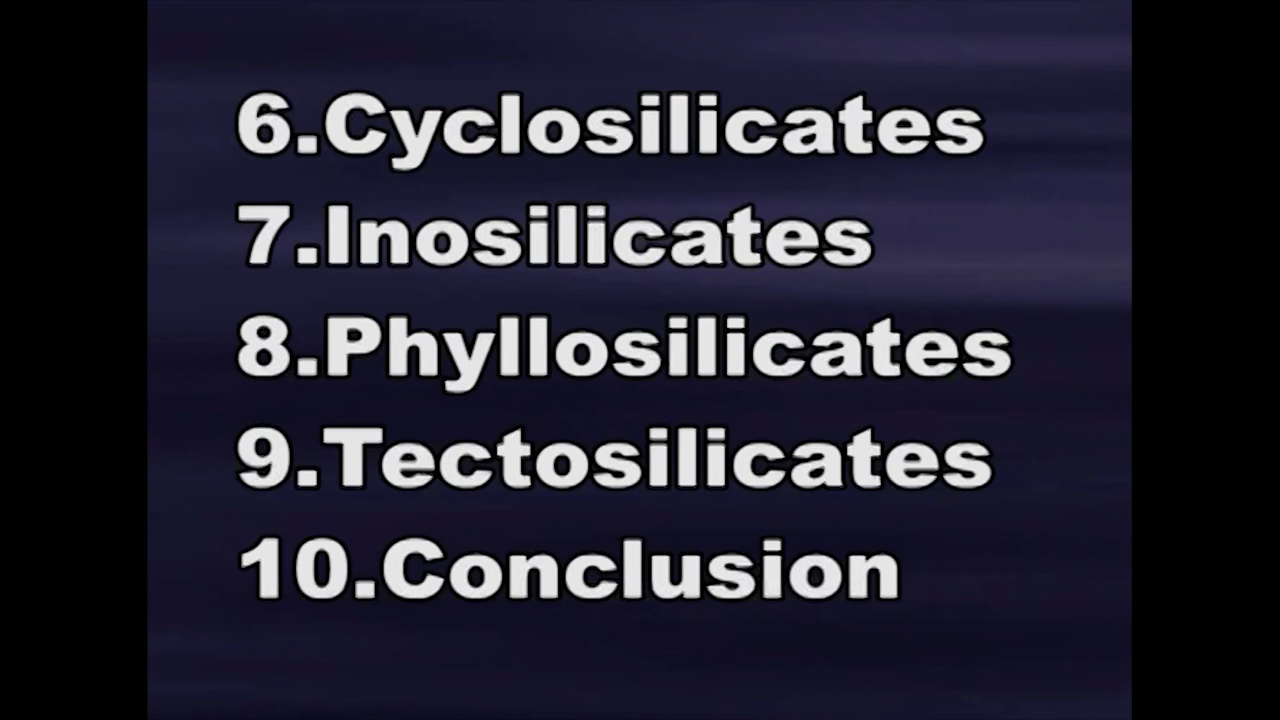 6.Cyclosilicates
7.Inosilicates
8.Phyllosilicates
9.Tectosilicates
10.Conclusion